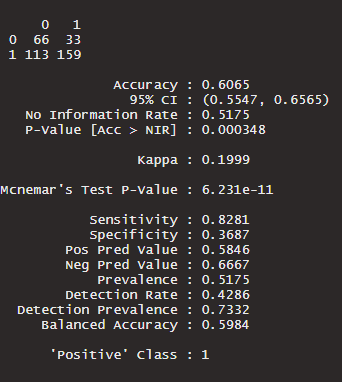 0 1
0 66 33
1 113 159
Accuracy : 0.6065
95% CI : (0.5547, 0.6565)
No Information Rate : 0.5175
P-Value [Acc > NIR] : 0.000348
Kappa : 0.1999
Mcnemar's Test P-Value : 6.231e-11
Sensitivity : 0.8281
Specificity : 0.3687
Pos Pred Value : 0.5846
Neg Pred Value : 0.6667
Prevalence : 0.5175
Detection Rate : 0.4286
Detection Prevalence : 0.7332
Balanced Accuracy : 0.5984
'Positive' Class : 1